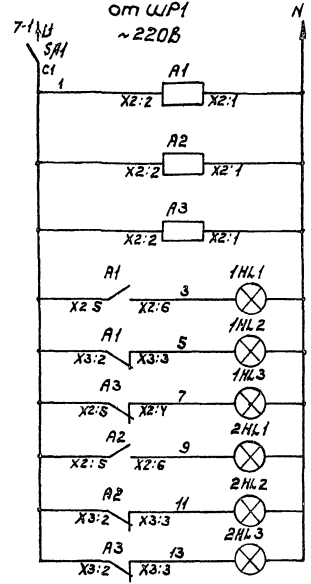 от ШР1 N
7-1 L1 ~220В
SA1
C1
1 A1
X2:2 X2:1
A2
X2:2 X2:1
A3
X2:2 X2:1
A1 3 1HL1
X2:5 X2:6
A1 5 1HL2
X3:2 X3:3
A3 7 1HL3
X2:5 X2:4
A2 9 2HL1
X2:5 X2:6
A2 11 2HL2
X3:2 X3:3
A3 13 2HL3
X3:2 X3:3